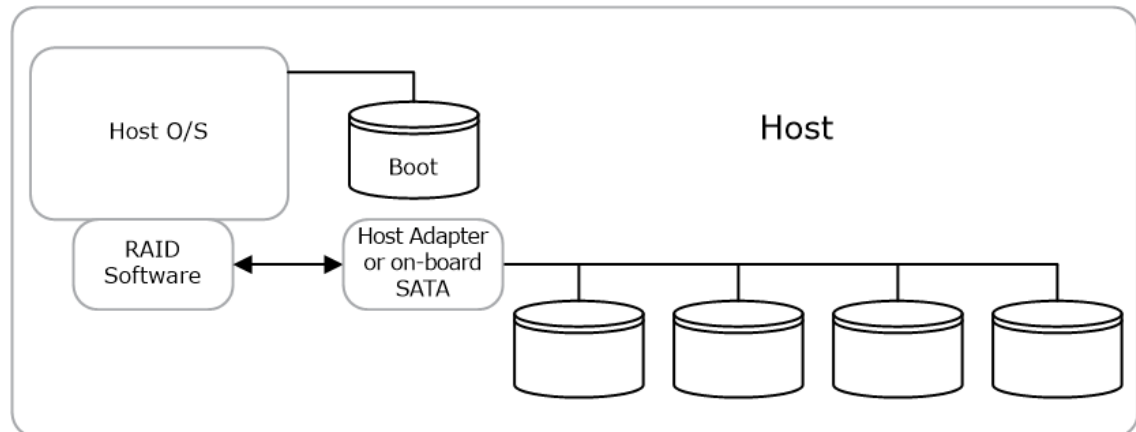 Host O/S
Boot
Host
RAID
Software
Host Adapter
or on-board
SATA